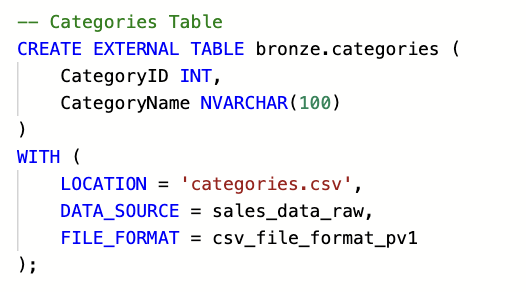 -- Categories Table
CREATE EXTERNAL TABLE bronze.categories (
    CategoryID INT,
    CategoryName NVARCHAR(100)
)
WITH (
    LOCATION = 'categories.csv',
    DATA_SOURCE = sales_data_raw,
    FILE_FORMAT = csv_file_format_pv1
);